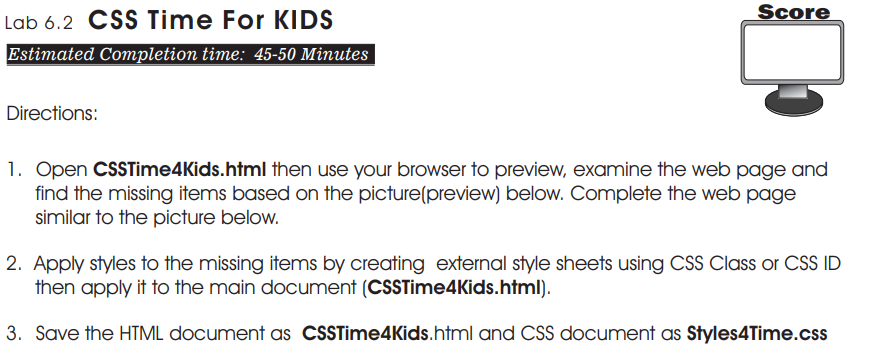 Lab 6.2 CSS Time For KIDS
Score
Estimated Completion time: 45-50 Minutes
Directions:
1. Open CSSTime4Kids.html then use your browser to preview, examine the web page and
find the missing items based on the picture(preview) below. Complete the web page
similar to the picture below.
2. Apply styles to the missing items by creating external style sheets using CSS Class or CSS ID
then apply it to the main document (CSSTime4Kids.html).
3. Save the HTML document as CSSTime4Kids.html and CSS document as Styles4Time.css